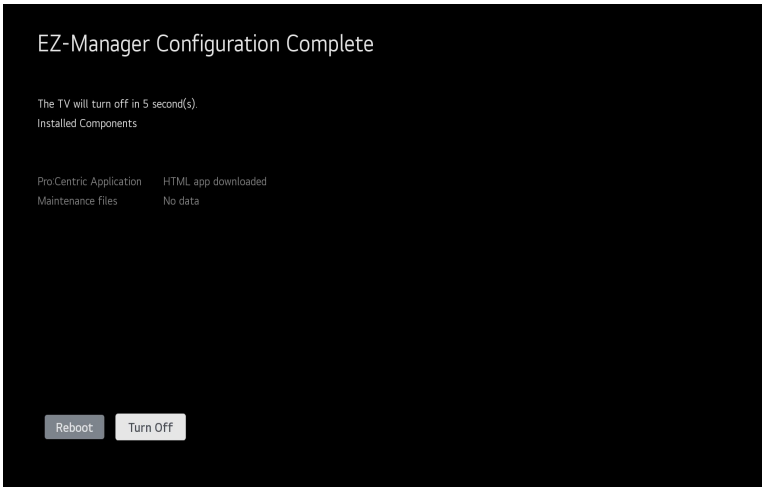 EZ-Manager Configuration Complete
The TV will turn off in 5 second(s).
Installed Components
Pro:Centric Application HTML app downloaded
Maintenance files No data
Reboot Turn Off